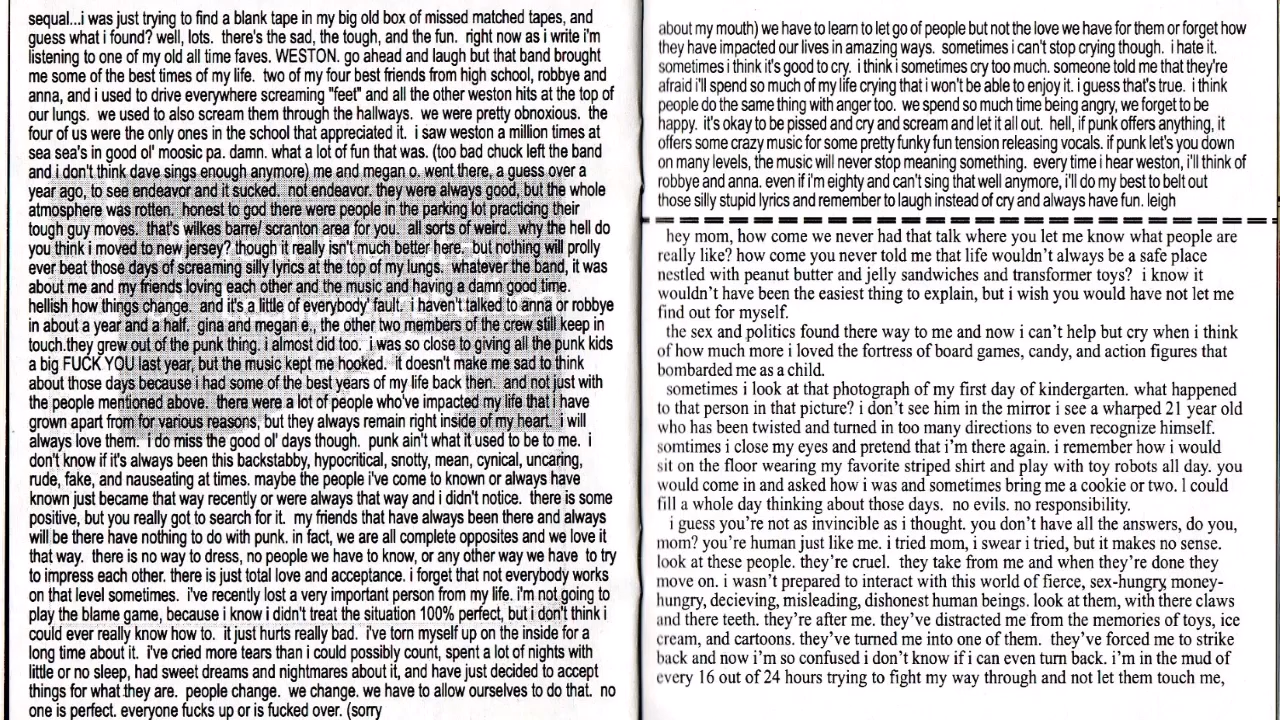 sequal...i was just trying to find a blank tape in my big old box of missed matched tapes, and
guess what i found? well, lots.  there's the sad, the tough, and the fun.  right now as i write i'm
listening to one of my old all time faves. WESTON. go ahead and laugh but that band brought
me some of the best times of my life.  two of my four best friends from high school, robbye and
anna, and i used to drive everywhere screaming "feet" and all the other weston hits at the top of
our lungs.  we used to also scream them through the hallways.  we were pretty obnoxious.  the
four of us were the only ones in the school that appreciated it.  i saw weston a million times at
sea sea's in good ol' moosic pa. damn. what a lot of fun that was. (too bad chuck left the band
and i don't think dave sings enough anymore) me and megan o. went there, a guess over a
year ago, to see endeavor and it sucked.  not endeavor. they were always good, but the whole
atmosphere was rotten.  honest to god there were people in the parking lot practicing their
tough guy moves.  that's wilkes barre/ scranton area for you.  all sorts of weird.  why the hell do
you think i moved to new jersey? though it really isn't much better here.  but nothing will prolly
ever beat those days of screaming silly lyrics at the top of my lungs.  whatever the band, it was
about me and my friends loving each other and the music and having a damn good time.
hellish how things change.  and it's a little of everybody' fault.  i haven't talked to anna or robbye
in about a year and a half.  gina and megan e., the other two members of the crew still keep in
touch.they grew out of the punk thing. i almost did too.  i was so close to giving all the punk kids
a big FUCK YOU last year, but the music kept me hooked.  it doesn't make me sad to think
about those days because i had some of the best years of my life back then.  and not just with
the people mentioned above.  there were a lot of people who've impacted my life that i have
grown apart from for various reasons, but they always remain right inside of my heart.  i will
always love them.  i do miss the good ol' days though.  punk ain't what it used to be to me.  i
don't know if it's always been this backstabby, hypocritical, snotty, mean, cynical, uncaring,
rude, fake, and nauseating at times. maybe the people i've come to known or always have
known just became that way recently or were always that way and i didn't notice.  there is some
positive, but you really got to search for it.  my friends that have always been there and always
will be there have nothing to do with punk. in fact, we are all complete opposites and we love it
that way.  there is no way to dress, no people we have to know, or any other way we have  to try
to impress each other. there is just total love and acceptance. i forget that not everybody works
on that level sometimes.  i've recently lost a very important person from my life. i'm not going to
play the blame game, because i know i didn't treat the situation 100% perfect, but i don't think i
could ever really know how to.  it just hurts really bad.  i've torn myself up on the inside for a
long time about it.  i've cried more tears than i could possibly count, spent a lot of nights with
little or no sleep, had sweet dreams and nightmares about it, and have just decided to accept
things for what they are.  people change.  we change. we have to allow ourselves to do that.  no
one is perfect. everyone fucks up or is fucked over. (sorry
about my mouth) we have to learn to let go of people but not the love we have for them or forget how
they have impacted our lives in amazing ways.  sometimes i can't stop crying though.  i hate it.
sometimes i think it's good to cry.  i think i sometimes cry too much. someone told me that they're
afraid i'll spend so much of my life crying that i won't be able to enjoy it. i guess that's true.  i think
people do the same thing with anger too.  we spend so much time being angry, we forget to be
happy.  it's okay to be pissed and cry and scream and let it all out.  hell, if punk offers anything, it
offers some crazy music for some pretty funky fun tension releasing vocals. if punk let's you down
on many levels, the music will never stop meaning something.  every time i hear weston, i'll think of
robbye and anna. even if i'm eighty and can't sing that well anymore, i'll do my best to belt out
those silly stupid lyrics and remember to laugh instead of cry and always have fun. leigh
hey mom, how come we never had that talk where you let me know what people are
really like? how come you never told me that life wouldn't always be a safe place
nestled with peanut butter and jelly sandwiches and transformer toys?  i know it
wouldn't have been the easiest thing to explain, but i wish you would have not let me
find out for myself.
the sex and politics found there way to me and now i can't help but cry when i think
of how much more i loved the fortress of board games, candy, and action figures that
bombarded me as a child.
sometimes i look at that photograph of my first day of kindergarten. what happened
to that person in that picture? i don't see him in the mirror i see a wharped 21 year old
who has been twisted and turned in too many directions to even recognize himself.
somtimes i close my eyes and pretend that i'm there again. i remember how i would
sit on the floor wearing my favorite striped shirt and play with toy robots all day. you
would come in and asked how i was and sometimes bring me a cookie or two. I could
fill a whole day thinking about those days.  no evils. no responsibility.
i guess you're not as invincible as i thought. you don't have all the answers, do you,
mom? you're human just like me. i tried mom, i swear i tried, but it makes no sense.
look at these people. they're cruel.  they take from me and when they're done they
move on. i wasn't prepared to interact with this world of fierce, sex-hungry, money-
hungry, decieving, misleading, dishonest human beings. look at them, with there claws
and there teeth. they're after me. they've distracted me from the memories of toys, ice
cream, and cartoons. they've turned me into one of them.  they've forced me to strike
back and now i'm so confused i don't know if i can even turn back. i'm in the mud of
every 16 out of 24 hours trying to fight my way through and not let them touch me,